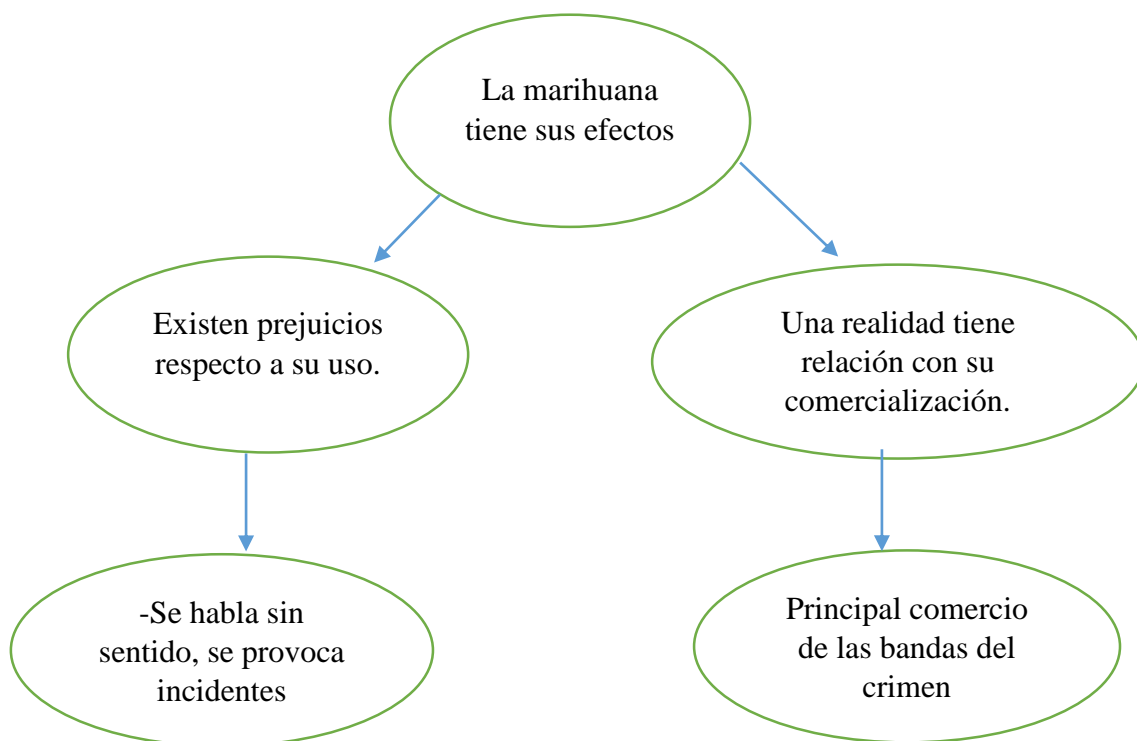 La marihuana
tiene sus efectos
Existen prejuicios
respecto a su uso.
Una realidad tiene
relación con su
comercialización.
-Se habla sin
sentido, se provoca
incidentes
Principal comercio
de las bandas del
crimen